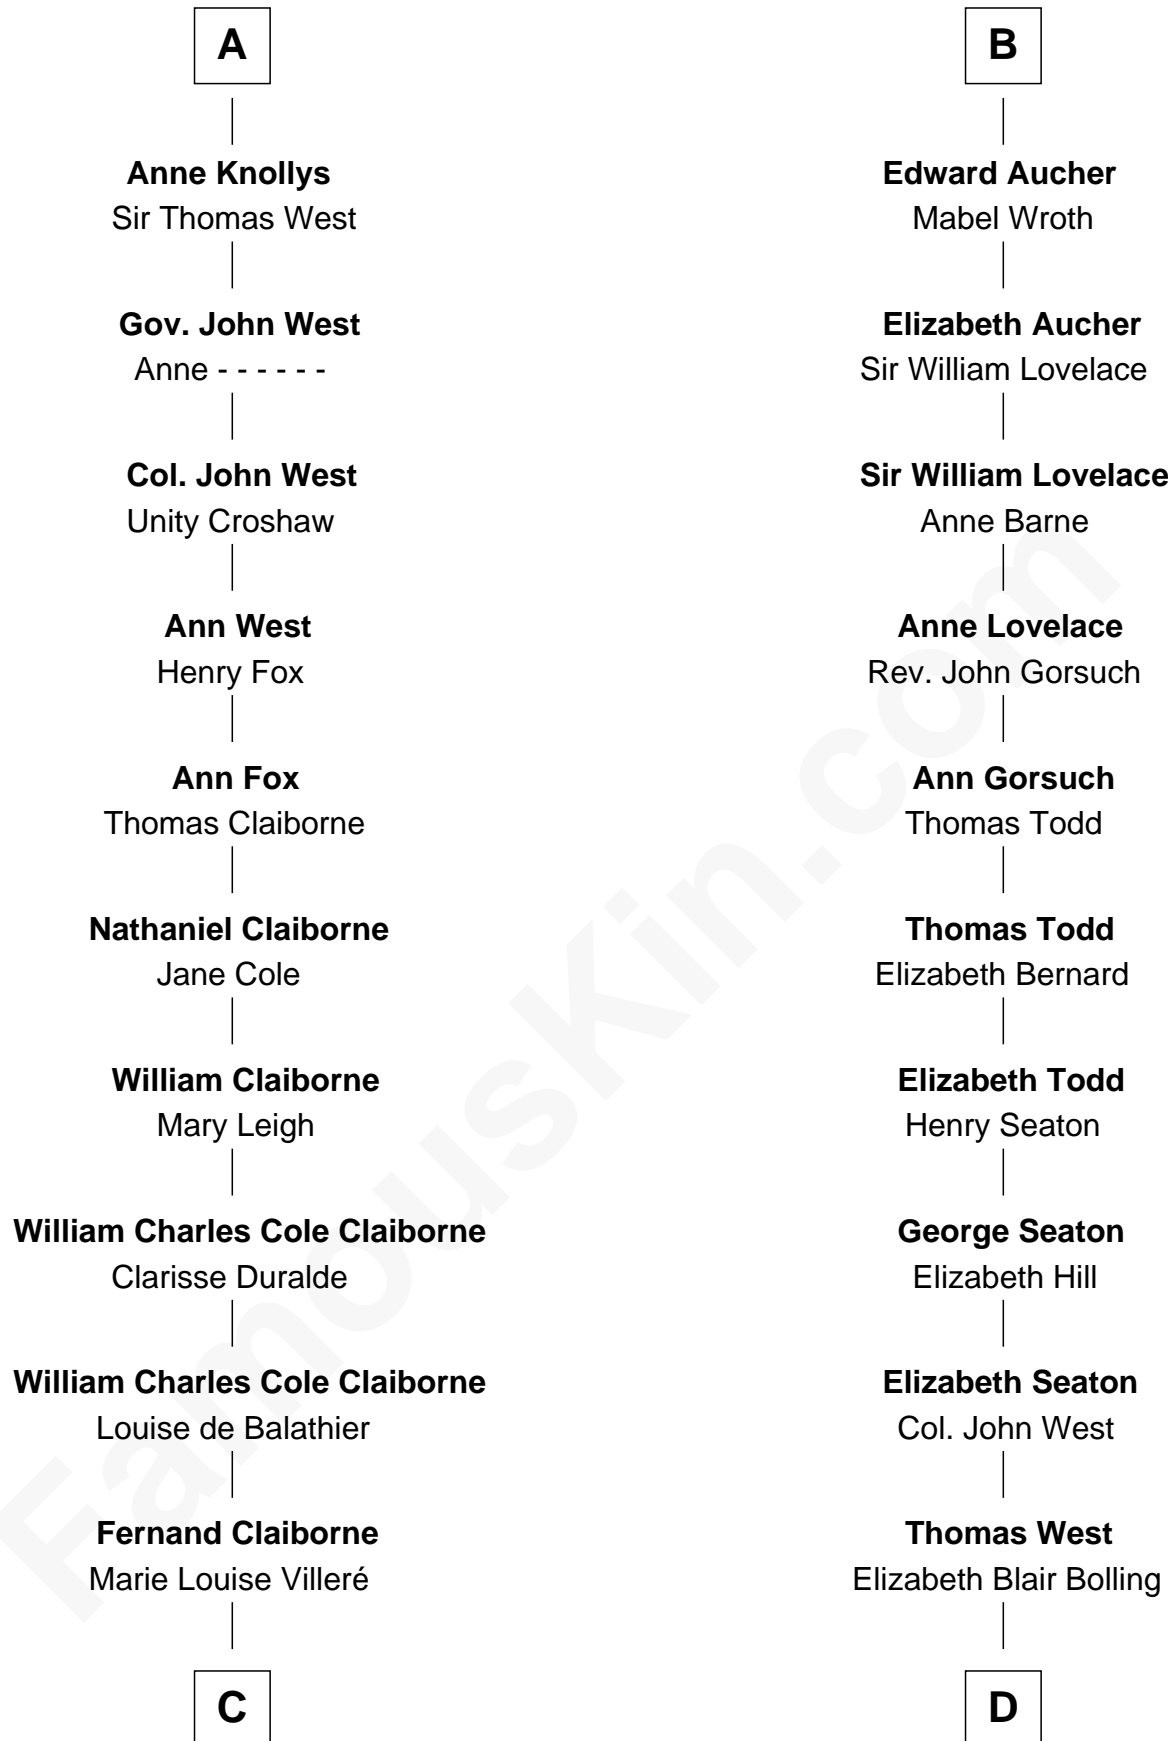 A
Anne Knollys
Sir Thomas West
Gov. John West
Anne - - - - - -
Col. John West
Unity Croshaw
Ann West
Henry Fox
Ann Fox
Thomas Claiborne
Nathaniel Claiborne
Jane Cole
William Claiborne
Mary Leigh
William Charles Cole Claiborne
Clarisse Duralde
William Charles Cole Claiborne
Louise de Balathier
Fernand Claiborne
Marie Louise Villeré
C
B
Edward Aucher
Mabel Wroth
Elizabeth Aucher
Sir William Lovelace
Sir William Lovelace
Anne Barne
Anne Lovelace
Rev. John Gorsuch
Ann Gorsuch
Thomas Todd
Thomas Todd
Elizabeth Bernard
Elizabeth Todd
Henry Seaton
George Seaton
Elizabeth Hill
Elizabeth Seaton
Col. John West
Thomas West
Elizabeth Blair Bolling
D
FamousKin.com